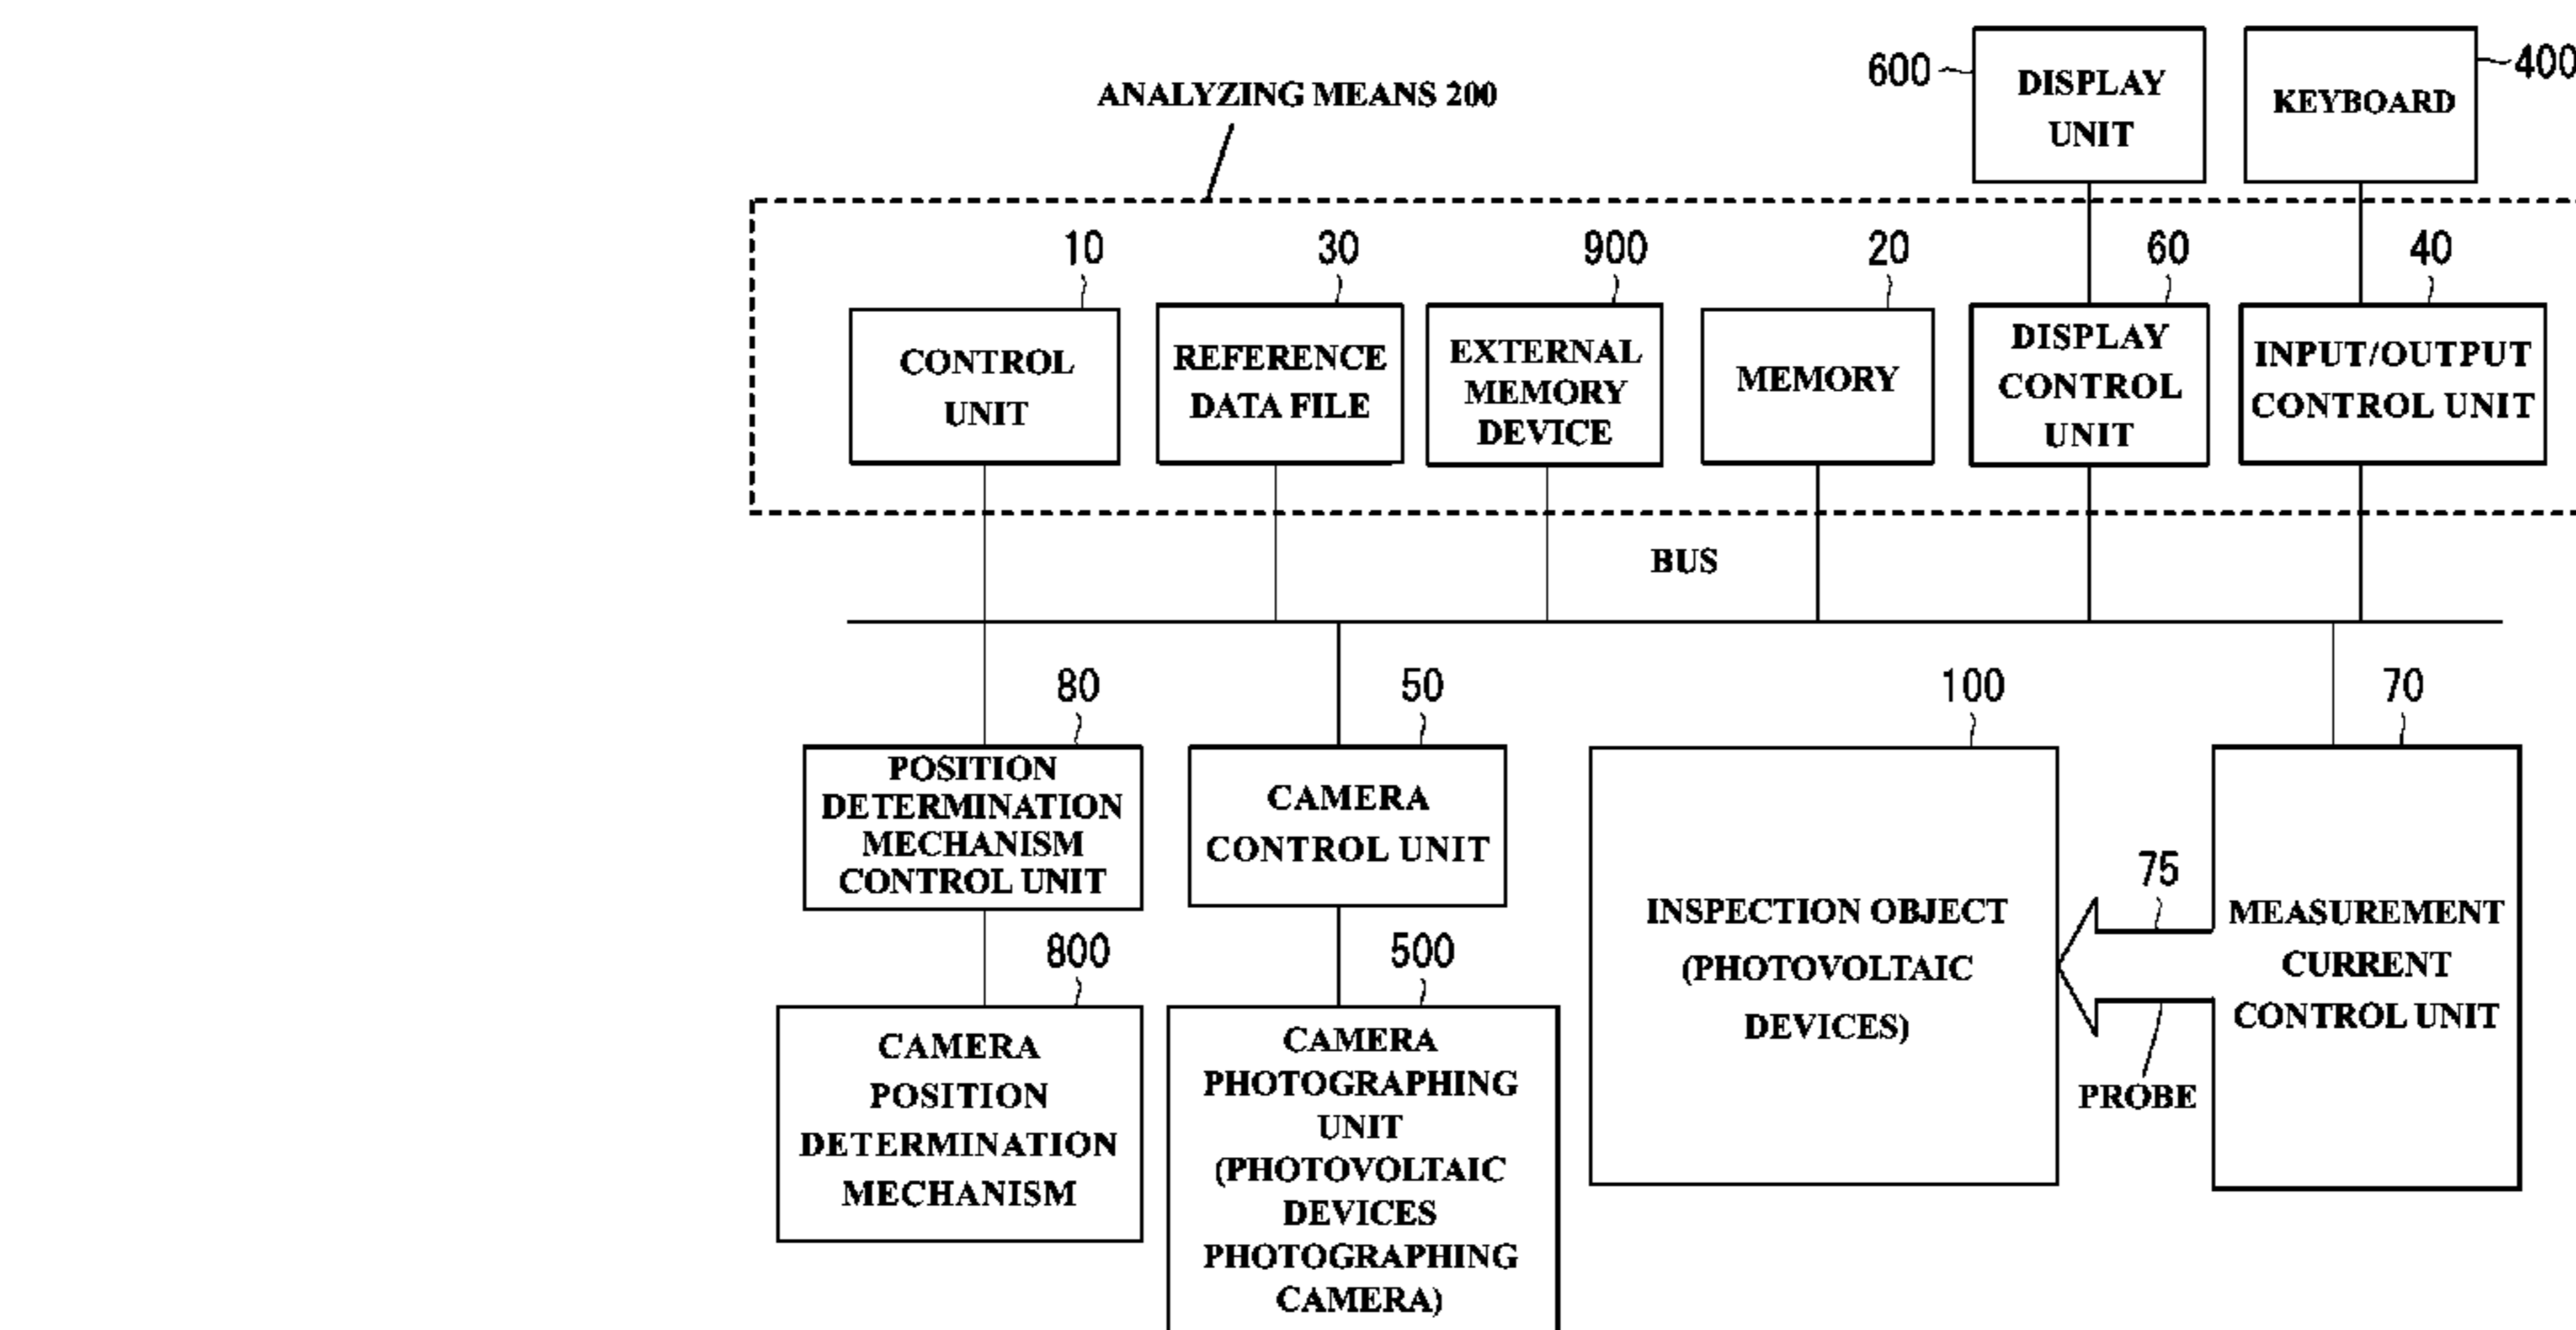 600
DISPLAY
UNIT
KEYBOARD
400
ANALYZING MEANS 200
10
30
900
20
60
40
CONTROL
UNIT
REFERENCE
DATA FILE
EXTERNAL
MEMORY
DEVICE
MEMORY
DISPLAY
CONTROL
UNIT
INPUT/OUTPUT
CONTROL UNIT
BUS
80
50
100
70
POSITION
DETERMINATION
MECHANISM
CONTROL UNIT
CAMERA
CONTROL UNIT
INSPECTION OBJECT
(PHOTOVOLTAIC
DEVICES)
75
PROBE
MEASUREMENT
CURRENT
CONTROL UNIT
800
500
CAMERA
POSITION
DETERMINATION
MECHANISM
CAMERA
PHOTOGRAPHING
UNIT
(PHOTOVOLTAIC
DEVICES
PHOTOGRAPHING
CAMERA)